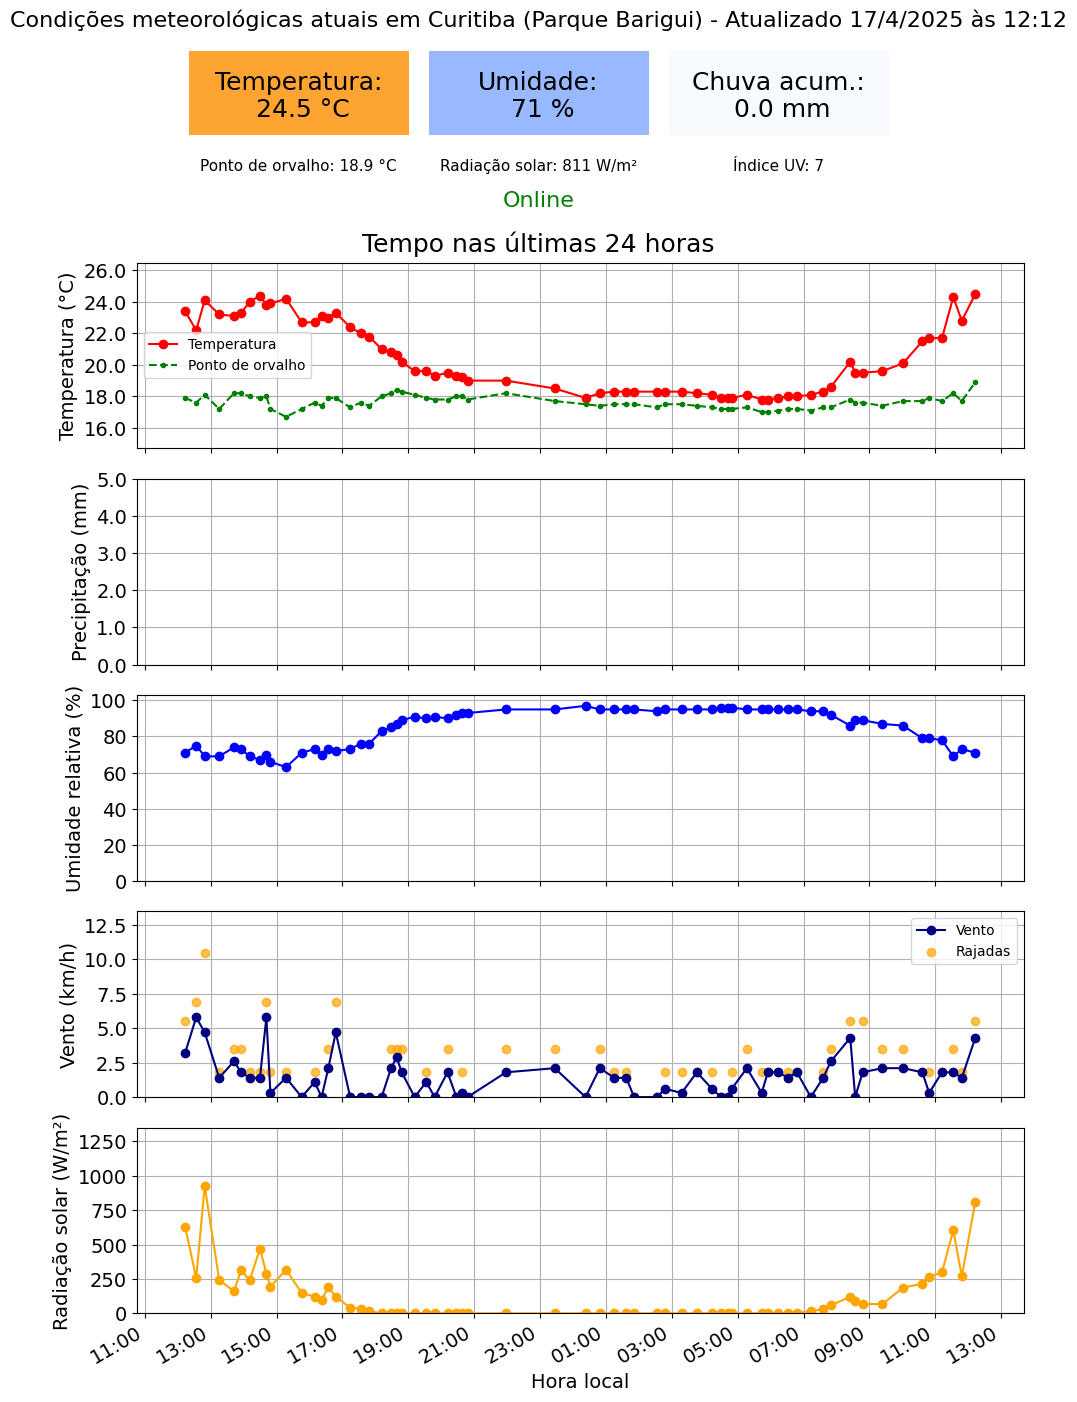 Condições meteorológicas atuais em Curitiba (Parque Barigui) - Atualizado 17/4/2025 às 12:12
Temperatura:
24.5 °C
Umidade:
71 %
Chuva acum.:
0.0 mm
Ponto de orvalho: 18.9 °C
Radiação solar: 811 W/m²
Índice UV: 7
Online
Tempo nas últimas 24 horas
Temperatura (°C)
26.0
24.0
22.0
20.0
18.0
16.0
Temperatura
Ponto de orvalho
Precipitação (mm)
5.0
4.0
3.0
2.0
1.0
0.0
Umidade relativa (%)
100
80
60
40
20
0
Vento (km/h)
12.5
10.0
7.5
5.0
2.5
0.0
Vento
Rajadas
Radiação solar (W/m²)
1250
1000
750
500
250
0
11:00
13:00
15:00
17:00
19:00
21:00
23:00
01:00
03:00
05:00
07:00
09:00
11:00
13:00
Hora local